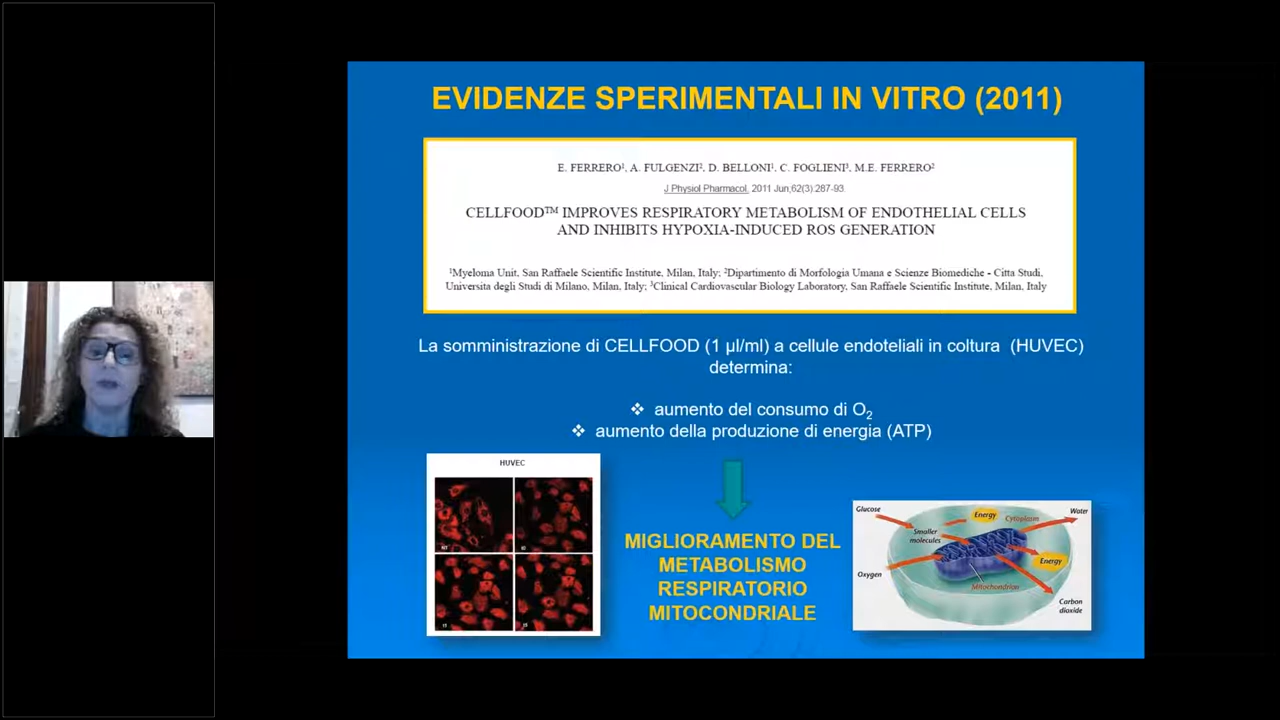 EVIDENZE SPERIMENTALI IN VITRO (2011)
E. FERRERO¹, A. FULGENZI², D. BELLONI¹, C. FOGLIENI³, M.E. FERRERO²
J Physiol Pharmacol, 2011 Jun,62(3).287-93
CELLFOOD™ IMPROVES RESPIRATORY METABOLISM OF ENDOTHELIAL CELLS
AND INHIBITS HYPOXIA-INDUCED ROS GENERATION
¹Myeloma Unit, San Raffaele Scientific Institute, Milan, Italy; ²Dipartimento di Morfologia Umana e Scienze Biomediche - Citta Studi,
Universita degli Studi di Milano, Milan, Italy; ³Clinical Cardiovascular Biology Laboratory, San Raffaele Scientific Institute, Milan, Italy
La somministrazione di CELLFOOD (1 µl/ml) a cellule endoteliali in coltura (HUVEC)
determina:
❖ aumento del consumo di O₂
❖ aumento della produzione di energia (ATP)
HUVEC
MIGLIORAMENTO DEL
METABOLISMO
RESPIRATORIO
MITOCONDRIALE
Glucose
Smaller
molecules
Energy
Cytoplasm
Water
Oxygen
Mitochondrion
Energy
Carbon
dioxide